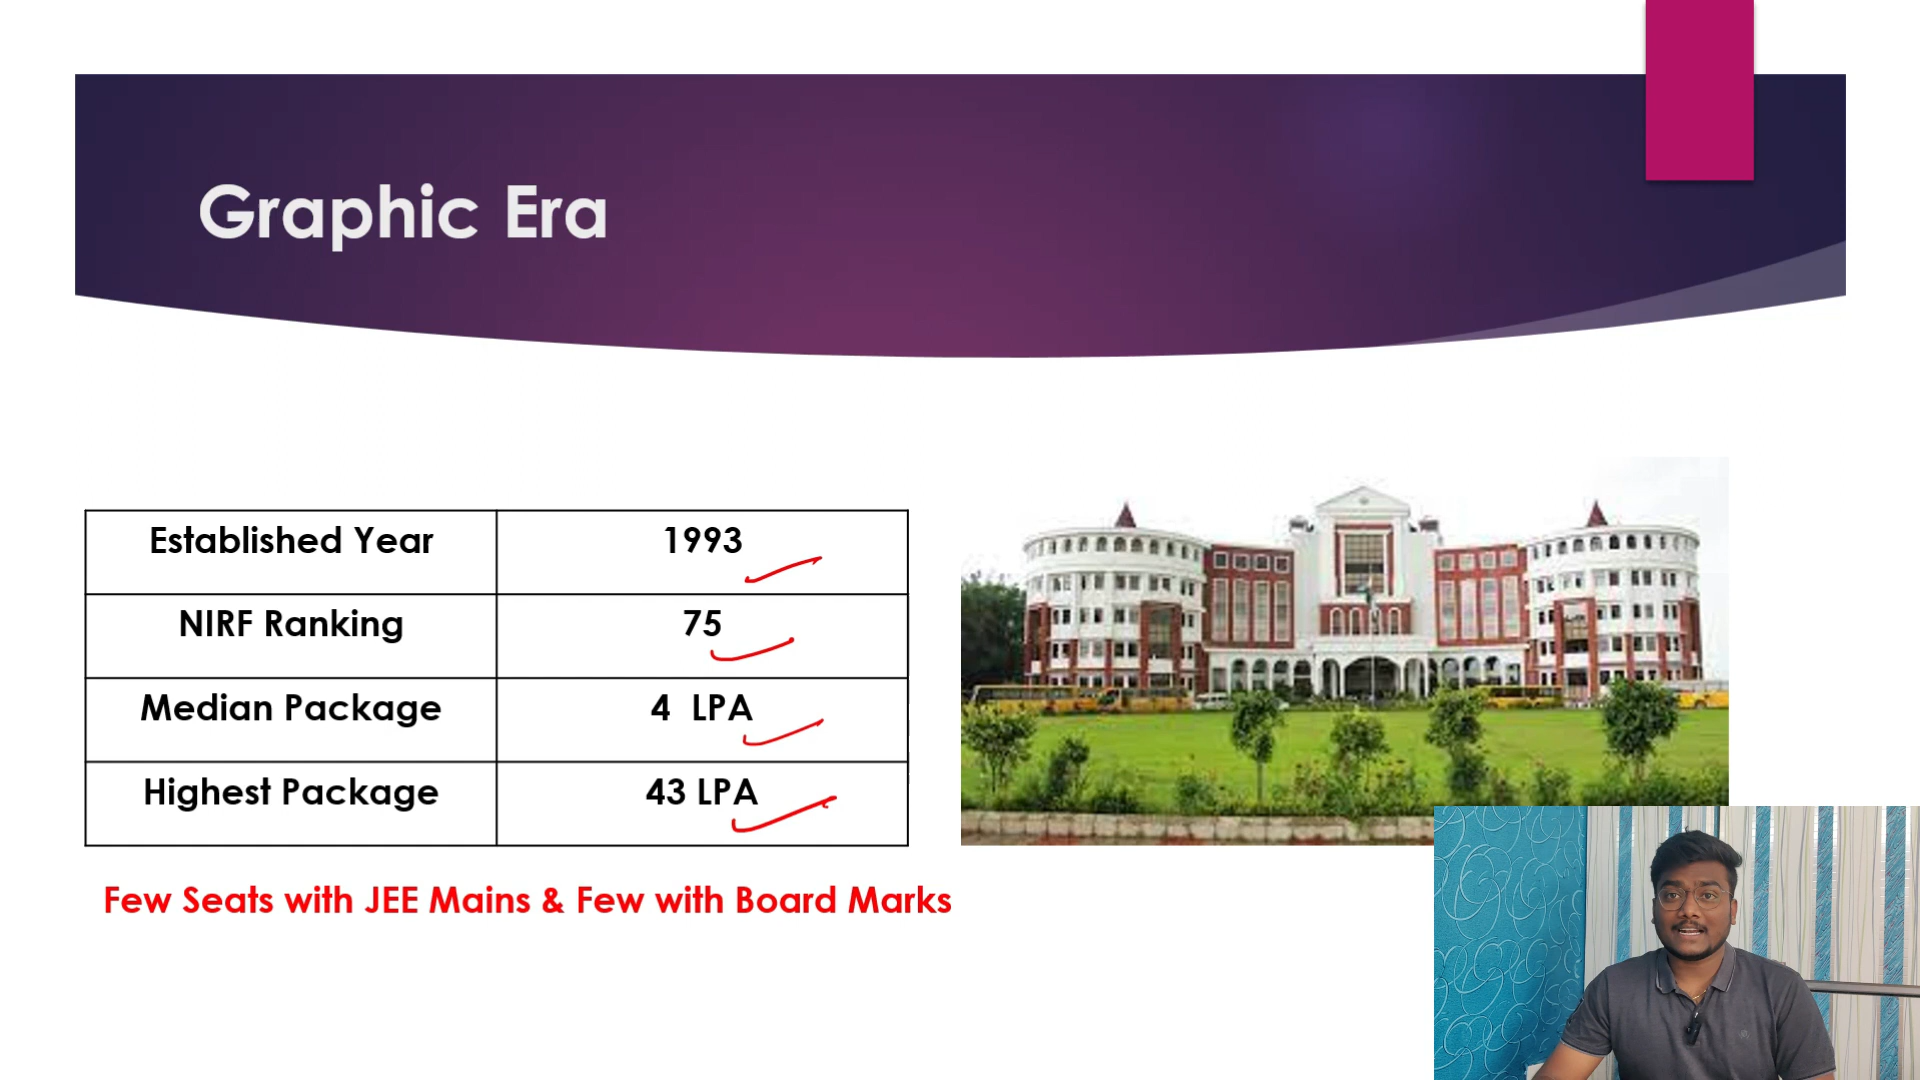 Graphic Era
Established Year 1993
NIRF Ranking 75
Median Package 4 LPA
Highest Package 43 LPA
Few Seats with JEE Mains & Few with Board Marks